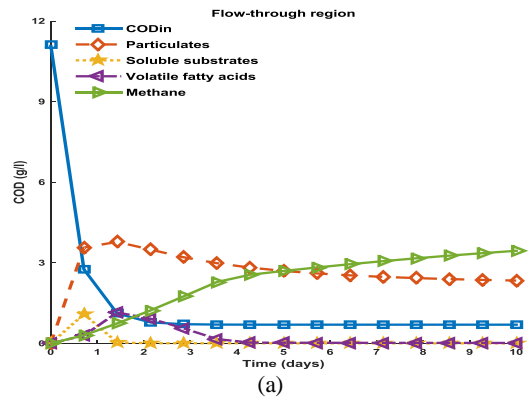 Flow-through region
CODin
Particulates
Soluble substrates
Volatile fatty acids
Methane
COD (g/l)
12
9
6
3
0
0 1 2 3 4 5 6 7 8 9 10
Time (days)
(a)